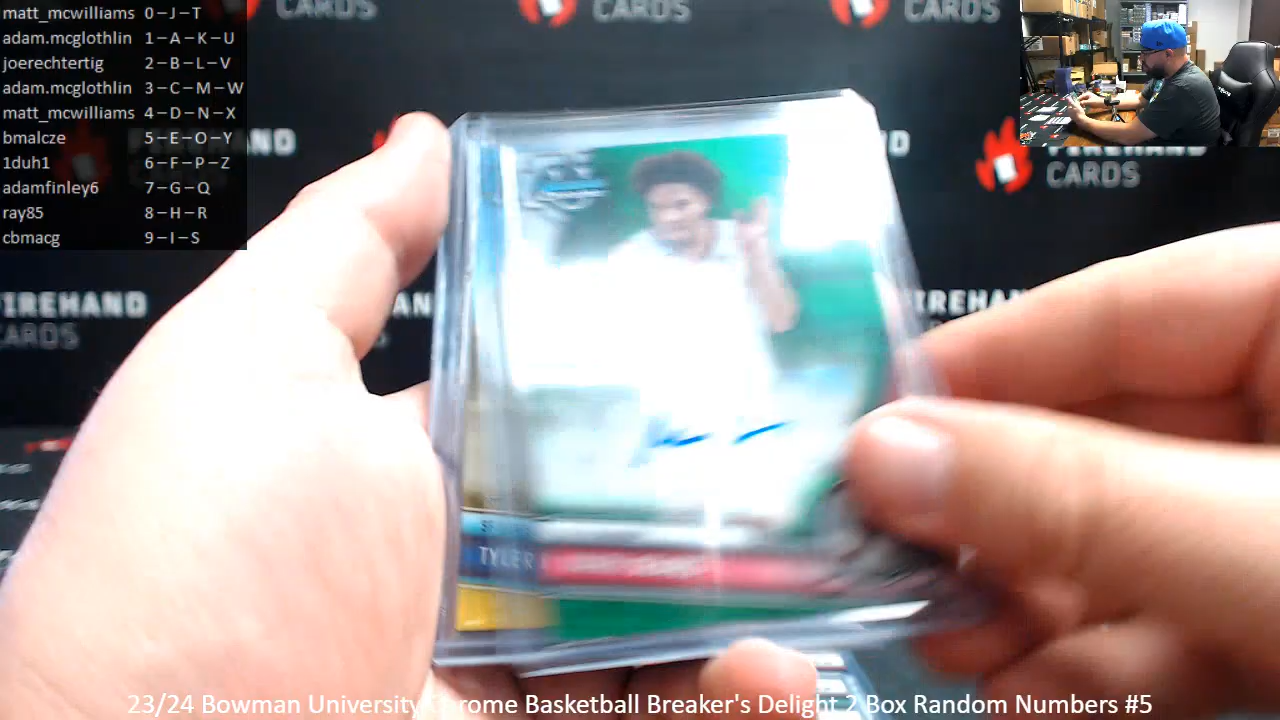 matt_mcwilliams 0-J-T
adam.mcglothlin 1-A-K-U
joerechtertig 2-B-L-V
adam.mcglothlin 3-C-M-W
matt_mcwilliams 4-D-N-X
bmalcze 5-E-O-Y
1duh1 6-F-P-Z
adamfinley6 7-G-Q
ray85 8-H-R
cbmacg 9-I-S
CARDS
CARDS
CARDS
FIREHAND
CARDS
FIREHAND
CARDS
TYLER
23/24 Bowman University Chrome Basketball Breaker's Delight 2 Box Random Numbers #5